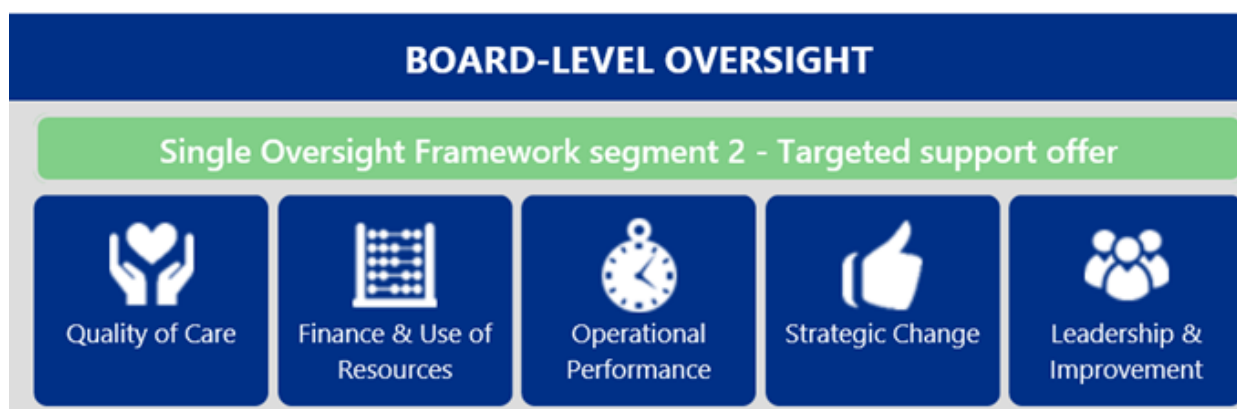 BOARD-LEVEL OVERSIGHT
Single Oversight Framework segment 2 - Targeted support offer
Quality of Care
Finance & Use of
Resources
Operational
Performance
Strategic Change
Leadership &
Improvement